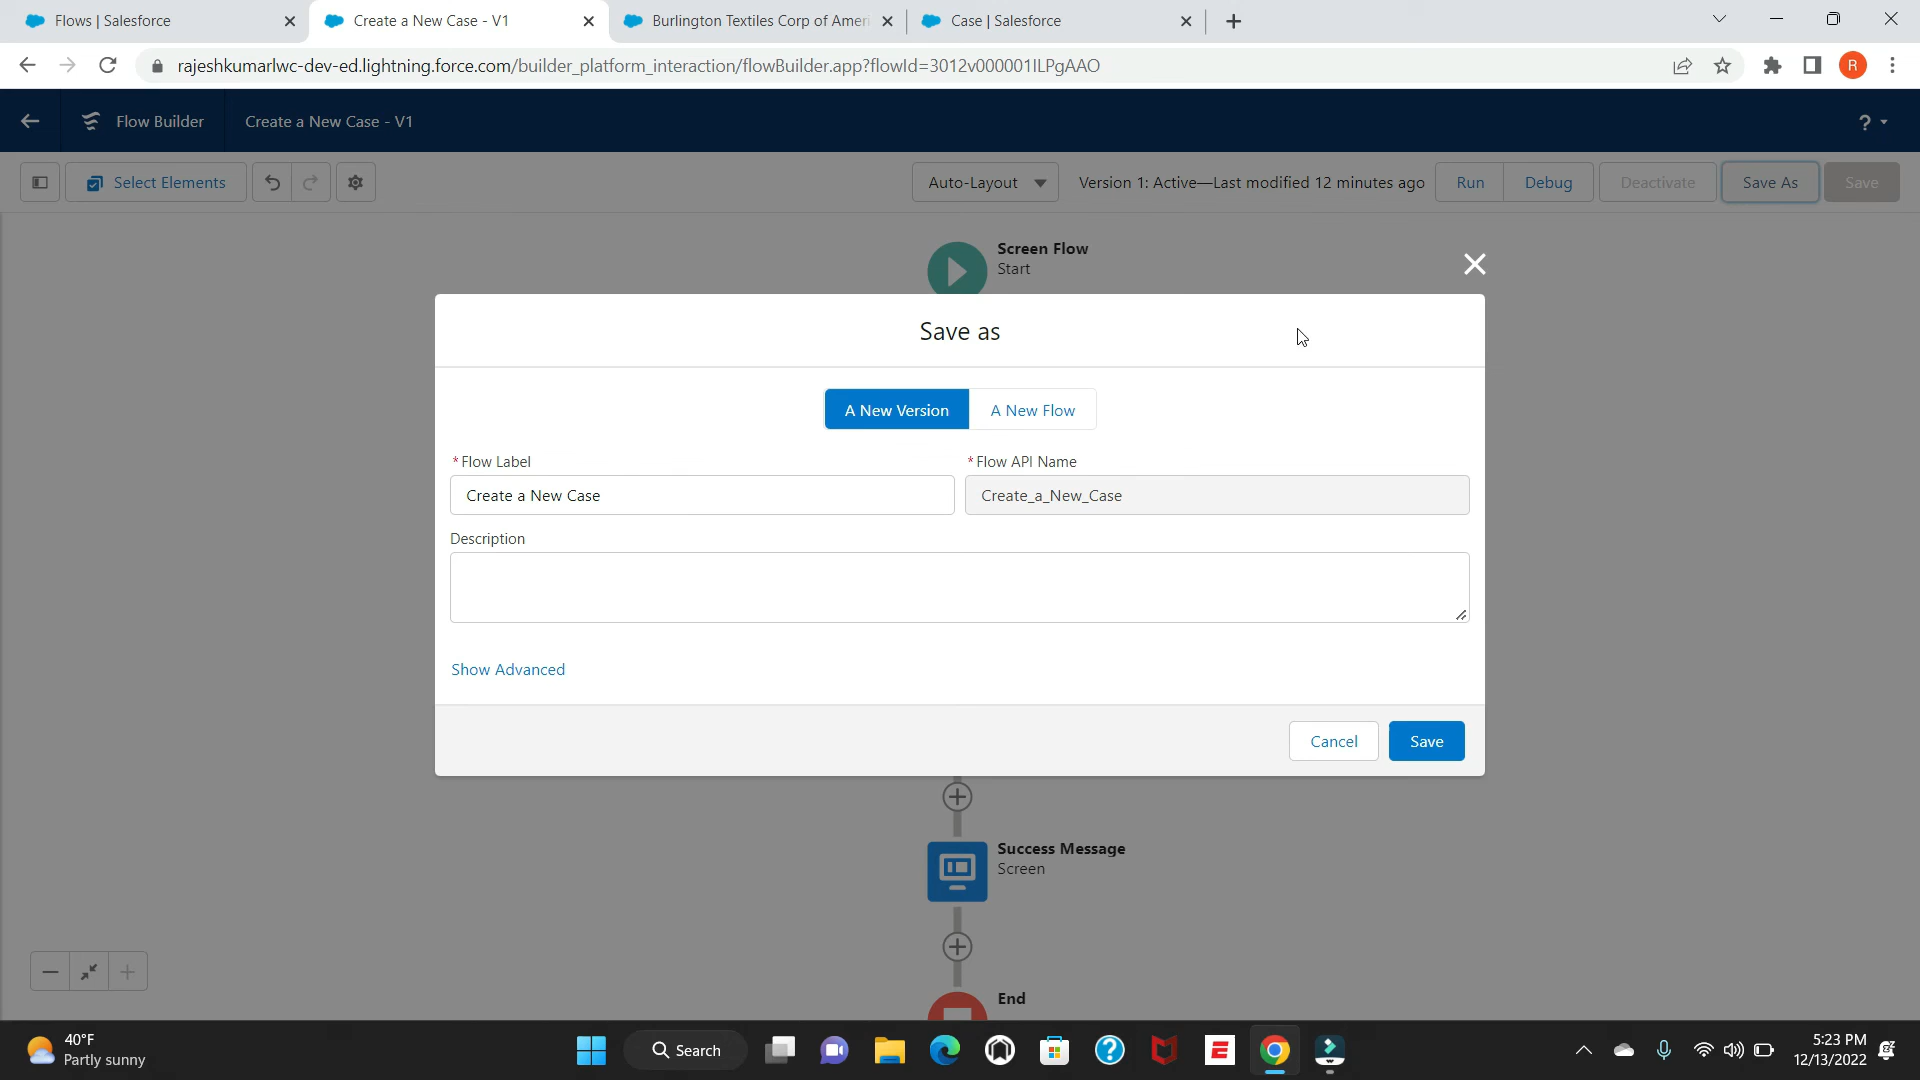 Flows | Salesforce
Create a New Case - V1
Burlington Textiles Corp of Ameri
Case | Salesforce
rajeshkumarlwc-dev-ed.lightning.force.com/builder_platform_interaction/flowBuilder.app?flowId=3012v000001ILPgAAO
R
Flow Builder
Create a New Case - V1
?
Select Elements
Auto-Layout
Version 1: Active—Last modified 12 minutes ago
Run
Debug
Deactivate
Save As
Save
Screen Flow
Start
Save as
A New Version
A New Flow
* Flow Label
* Flow API Name
Create a New Case
Create_a_New_Case
Description
Show Advanced
Cancel
Save
Success Message
Screen
End
40°F
Partly sunny
Search
5:23 PM
12/13/2022